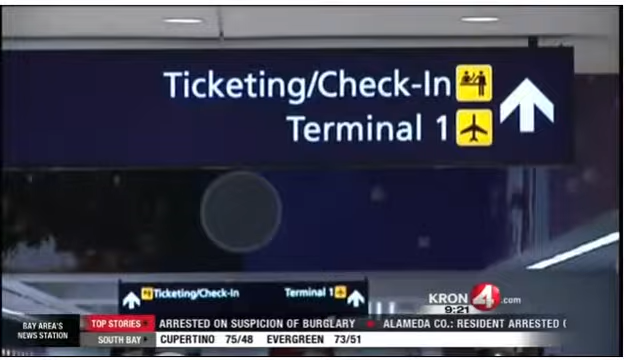 Ticketing/Check-In
Terminal 1
Ticketing/Check-In Terminal 1
KRON 4 .com
9:21
BAY AREA'S
NEWS STATION
TOP STORIES ARRESTED ON SUSPICION OF BURGLARY ALAMEDA CO.: RESIDENT ARRESTED (
SOUTH BAY CUPERTINO 75/48 EVERGREEN 73/51